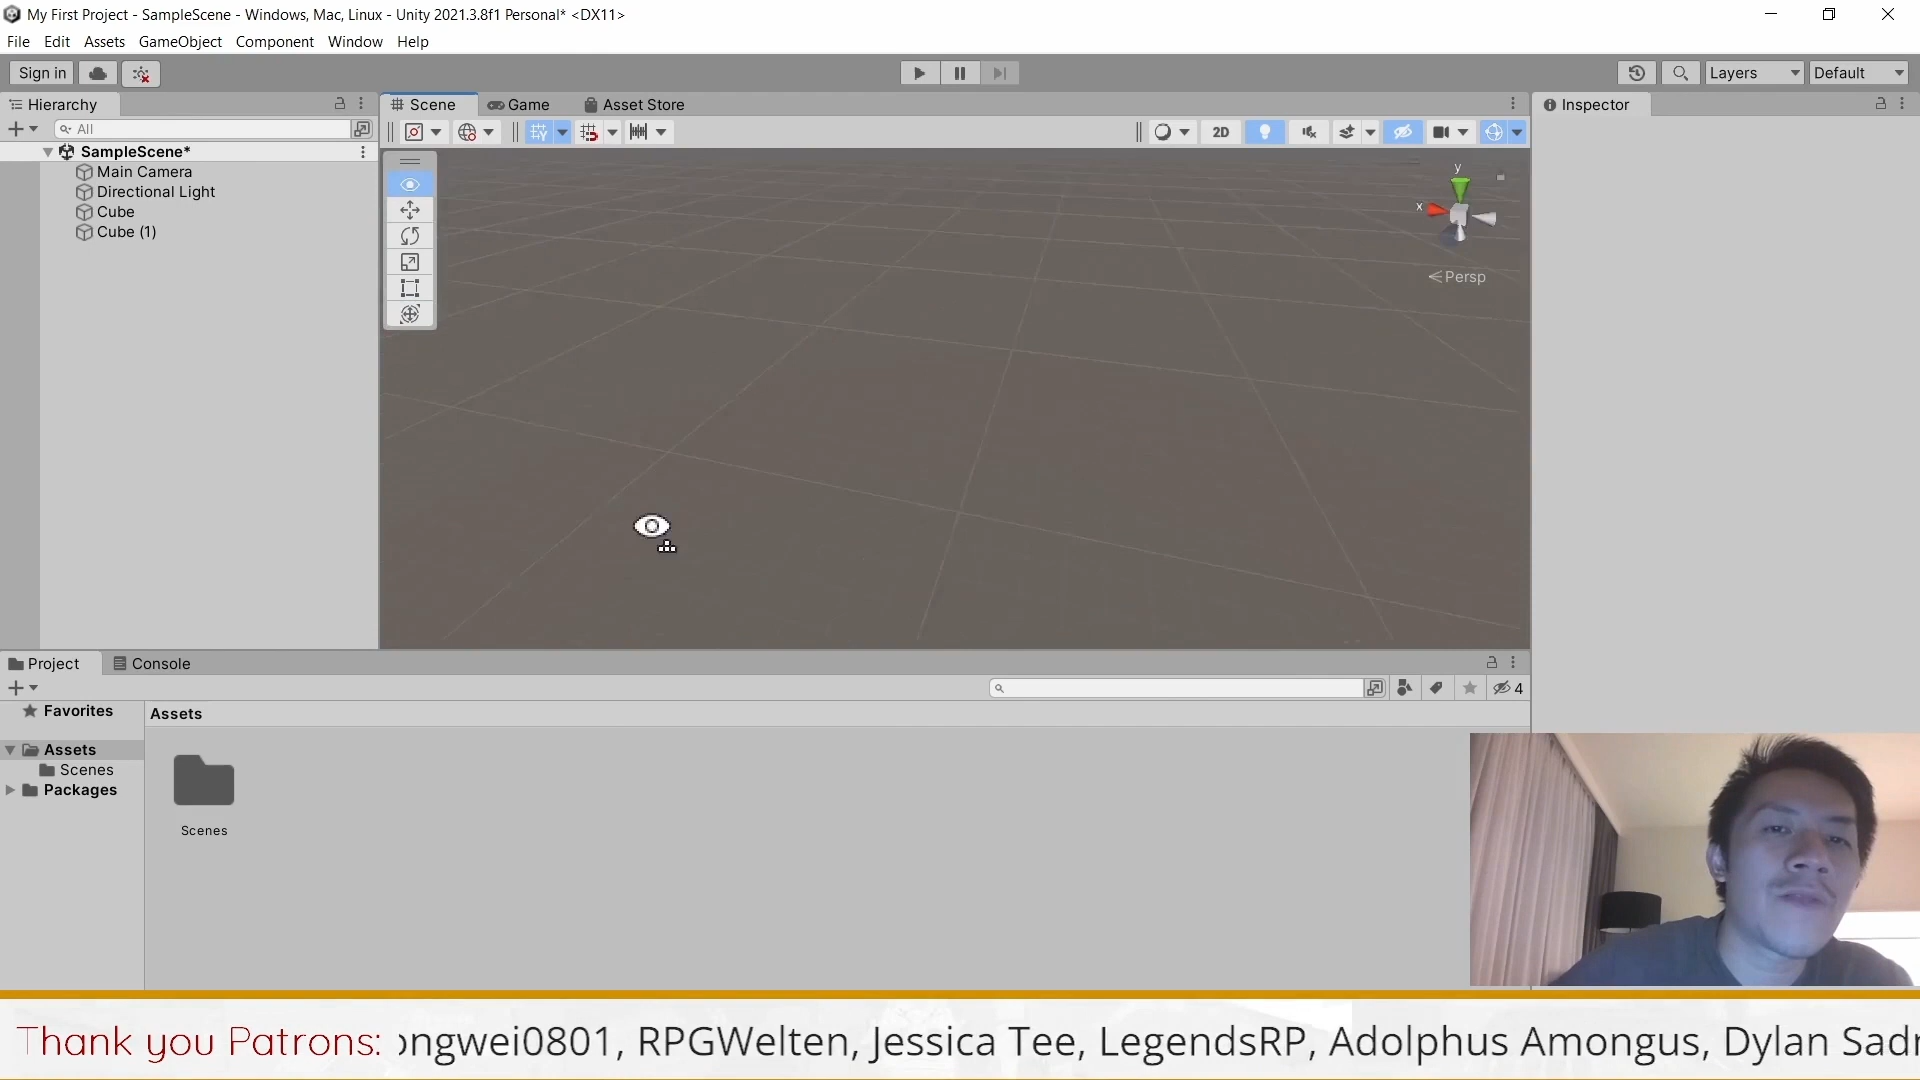 My First Project - SampleScene - Windows, Mac, Linux - Unity 2021.3.8f1 Personal* <DX11>
File Edit Assets GameObject Component Window Help
Sign in Layers Default
Hierarchy Scene Game Asset Store Inspector
All 2D
SampleScene*
Main Camera
Directional Light
Cube
Cube (1)
y
x
Persp
Project Console
4
Favorites Assets
Assets
Scenes
Packages
Scenes
Thank you Patrons: ongwei0801, RPGWelten, Jessica Tee, LegendsRP, Adolphus Amongus, Dylan Sadr